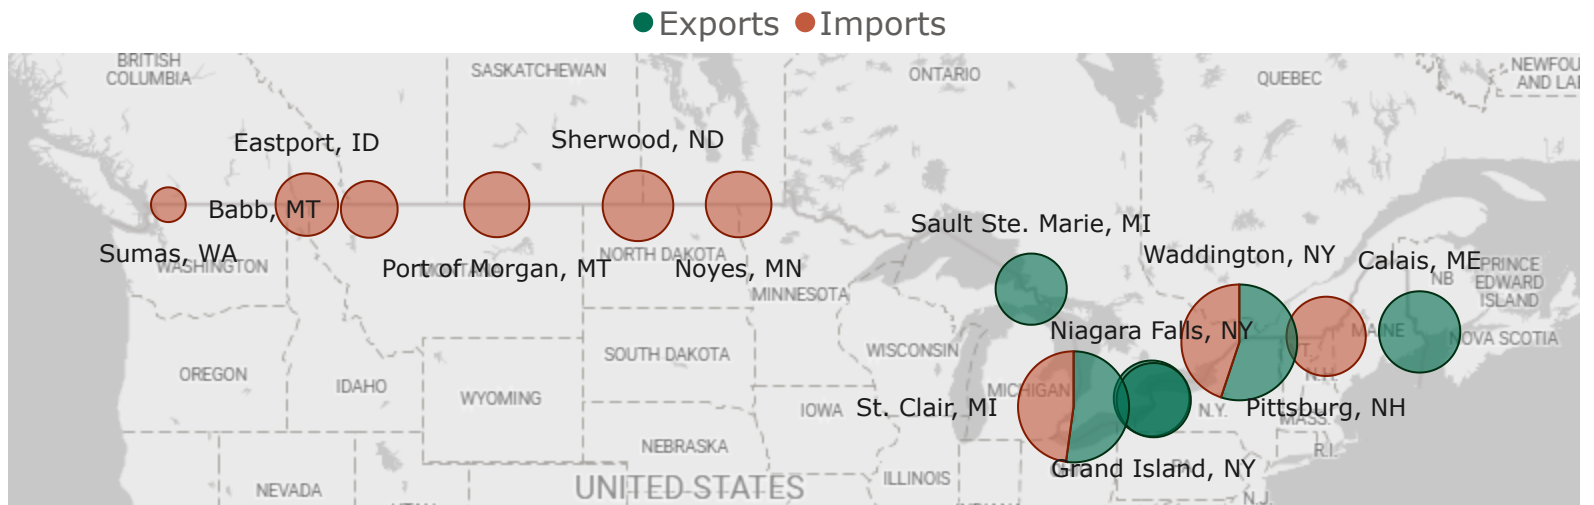 Exports Imports
BRITISH
COLUMBIA
SASKATCHEWAN
ONTARIO
QUEBEC
NEWFOU
AND LA
Eastport, ID
Sherwood, ND
Babb, MT
Sumas, WA
WASHINGTON
Port of Morgan, MT
NORTH DAKOTA
Noyes, MN
MINNESOTA
Sault Ste. Marie, MI
Waddington, NY
Calais, ME
NB
PRINCE
EDWARD
ISLAND
Niagara Falls, NY
MAINE
NOVA SCOTIA
OREGON
IDAHO
WYOMING
SOUTH DAKOTA
WISCONSIN
MICHIGAN
N.H.
St. Clair, MI
IOWA
N.Y.
Pittsburg, NH
MASS.
R.I.
NEBRASKA
Grand Island, NY
PA
ILLINOIS
NEVADA
UNITED STATES
N.J.